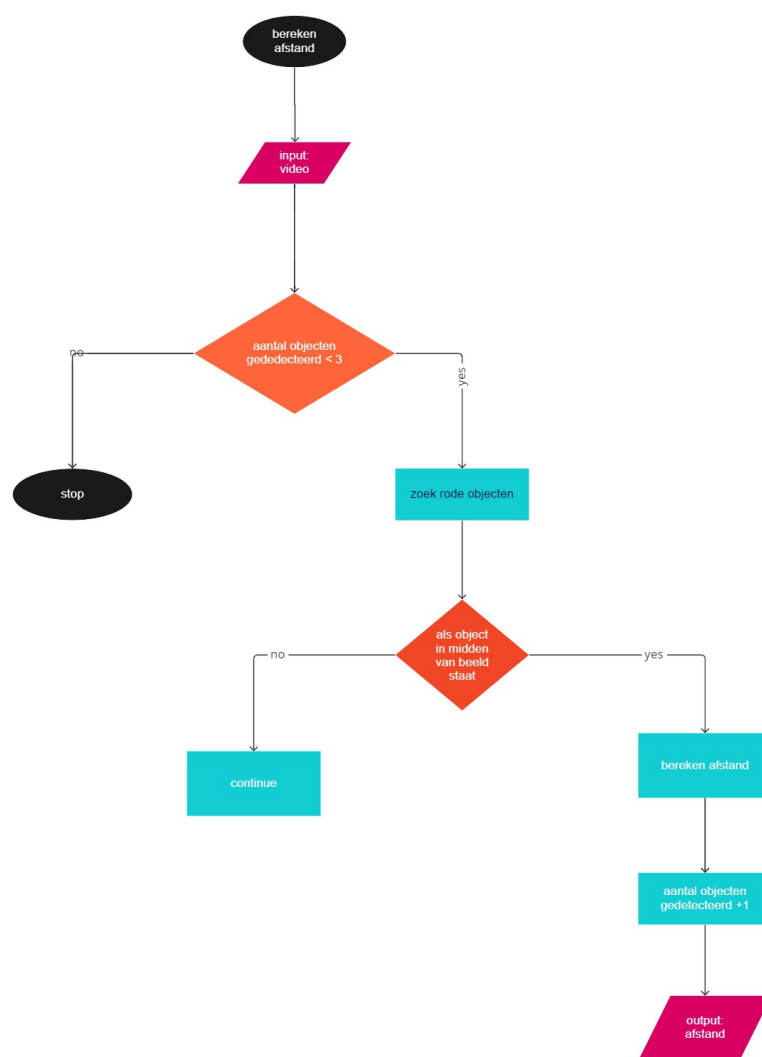 bereken
afstand
input:
video
aantal objecten
gededecteerd < 3
no
yes
stop
zoek rode objecten
als object
in midden
van beeld
staat
no
yes
continue
bereken afstand
aantal objecten
gedetecteerd +1
output:
afstand